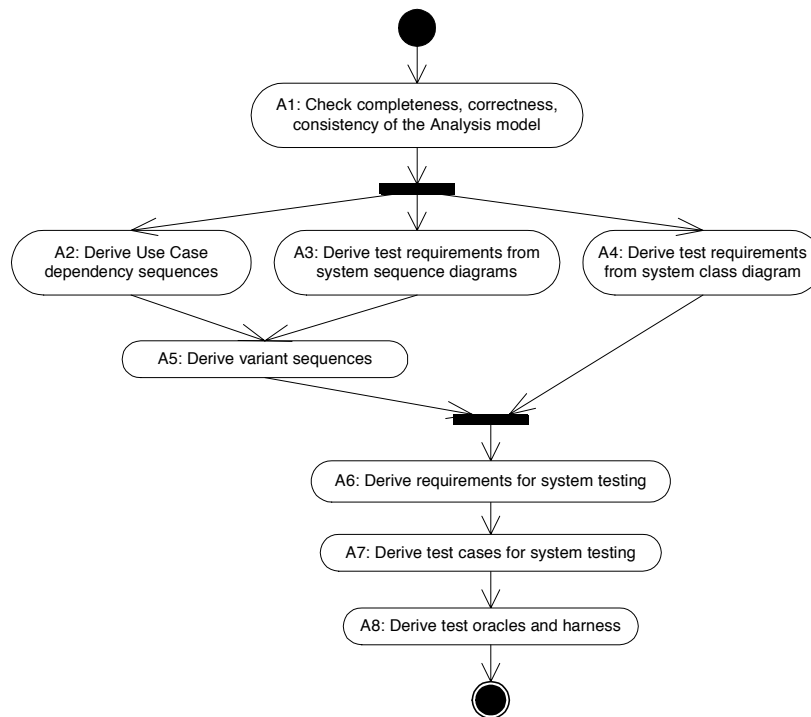 A1: Check completeness, correctness,
consistency of the Analysis model
A2: Derive Use Case
dependency sequences
A3: Derive test requirements from
system sequence diagrams
A4: Derive test requirements
from system class diagram
A5: Derive variant sequences
A6: Derive requirements for system testing
A7: Derive test cases for system testing
A8: Derive test oracles and harness